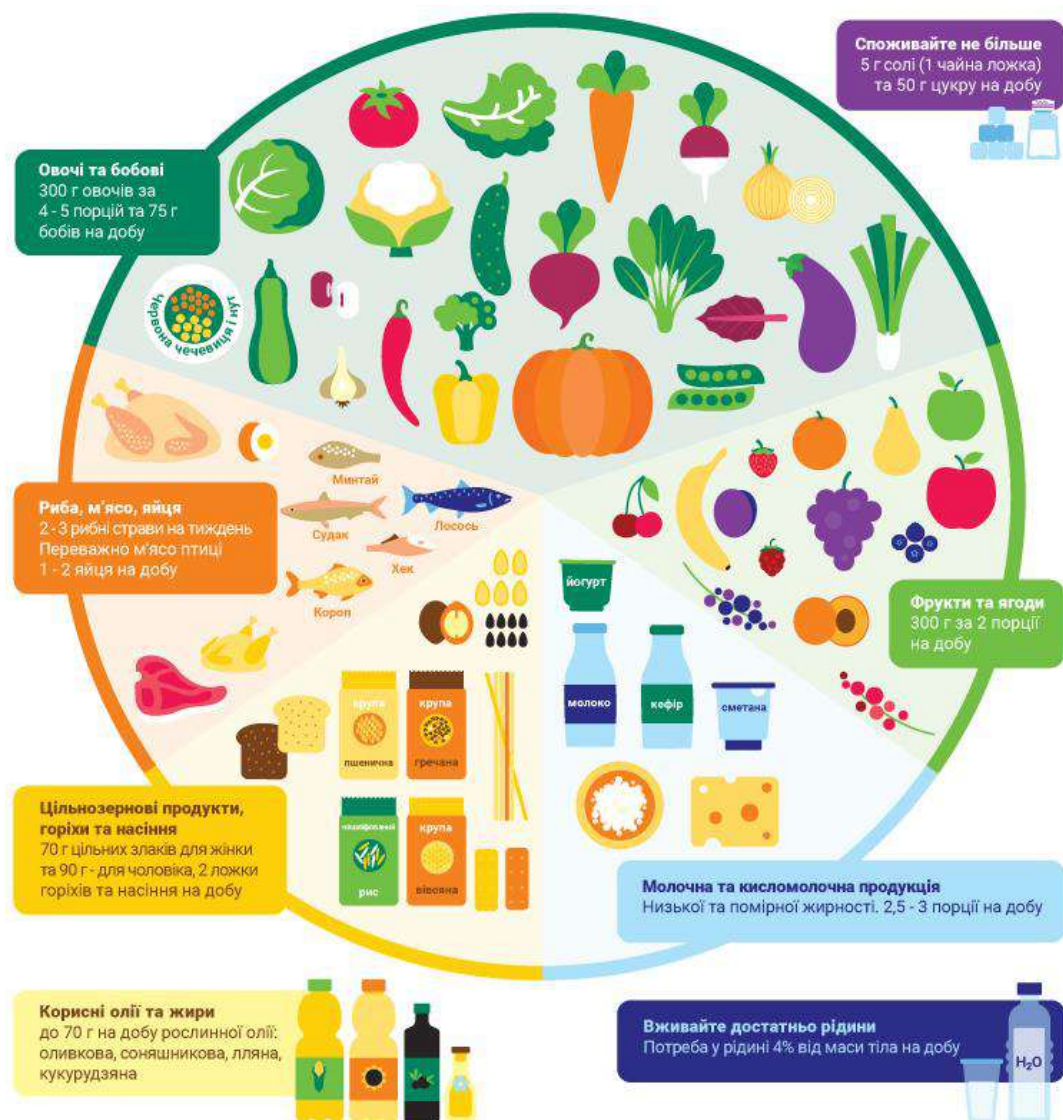 Споживайте не більше
5 г солі (1 чайна ложка)
та 50 г цукру на добу
Овочі та бобові
300 г овочів за
4 - 5 порцій та 75 г
бобів на добу
Червона чечевиця і нут
Риба, м'ясо, яйця
2 - 3 рибні страви на тиждень
Переважно м'ясо птиці
1 - 2 яйця на добу
Минтай
Лосось
Судак
Хек
Короп
йогурт
молоко
кефір
сметана
Фрукти та ягоди
300 г за 2 порції
на добу
крупа
пшенична
крупа
гречана
рис
крупа
вівсяна
Цільнозернові продукти,
горіхи та насіння
70 г цільних злаків для жінки
та 90 г - для чоловіка, 2 ложки
горіхів та насіння на добу
Молочна та кисломолочна продукція
Низької та помірної жирності. 2,5 - 3 порції на добу
Корисні олії та жири
до 70 г на добу рослинної олії:
оливкова, соняшникова, лляна,
кукурудзяна
Вживайте достатньо рідини
Потреба у рідині 4% від маси тіла на добу
H₂O